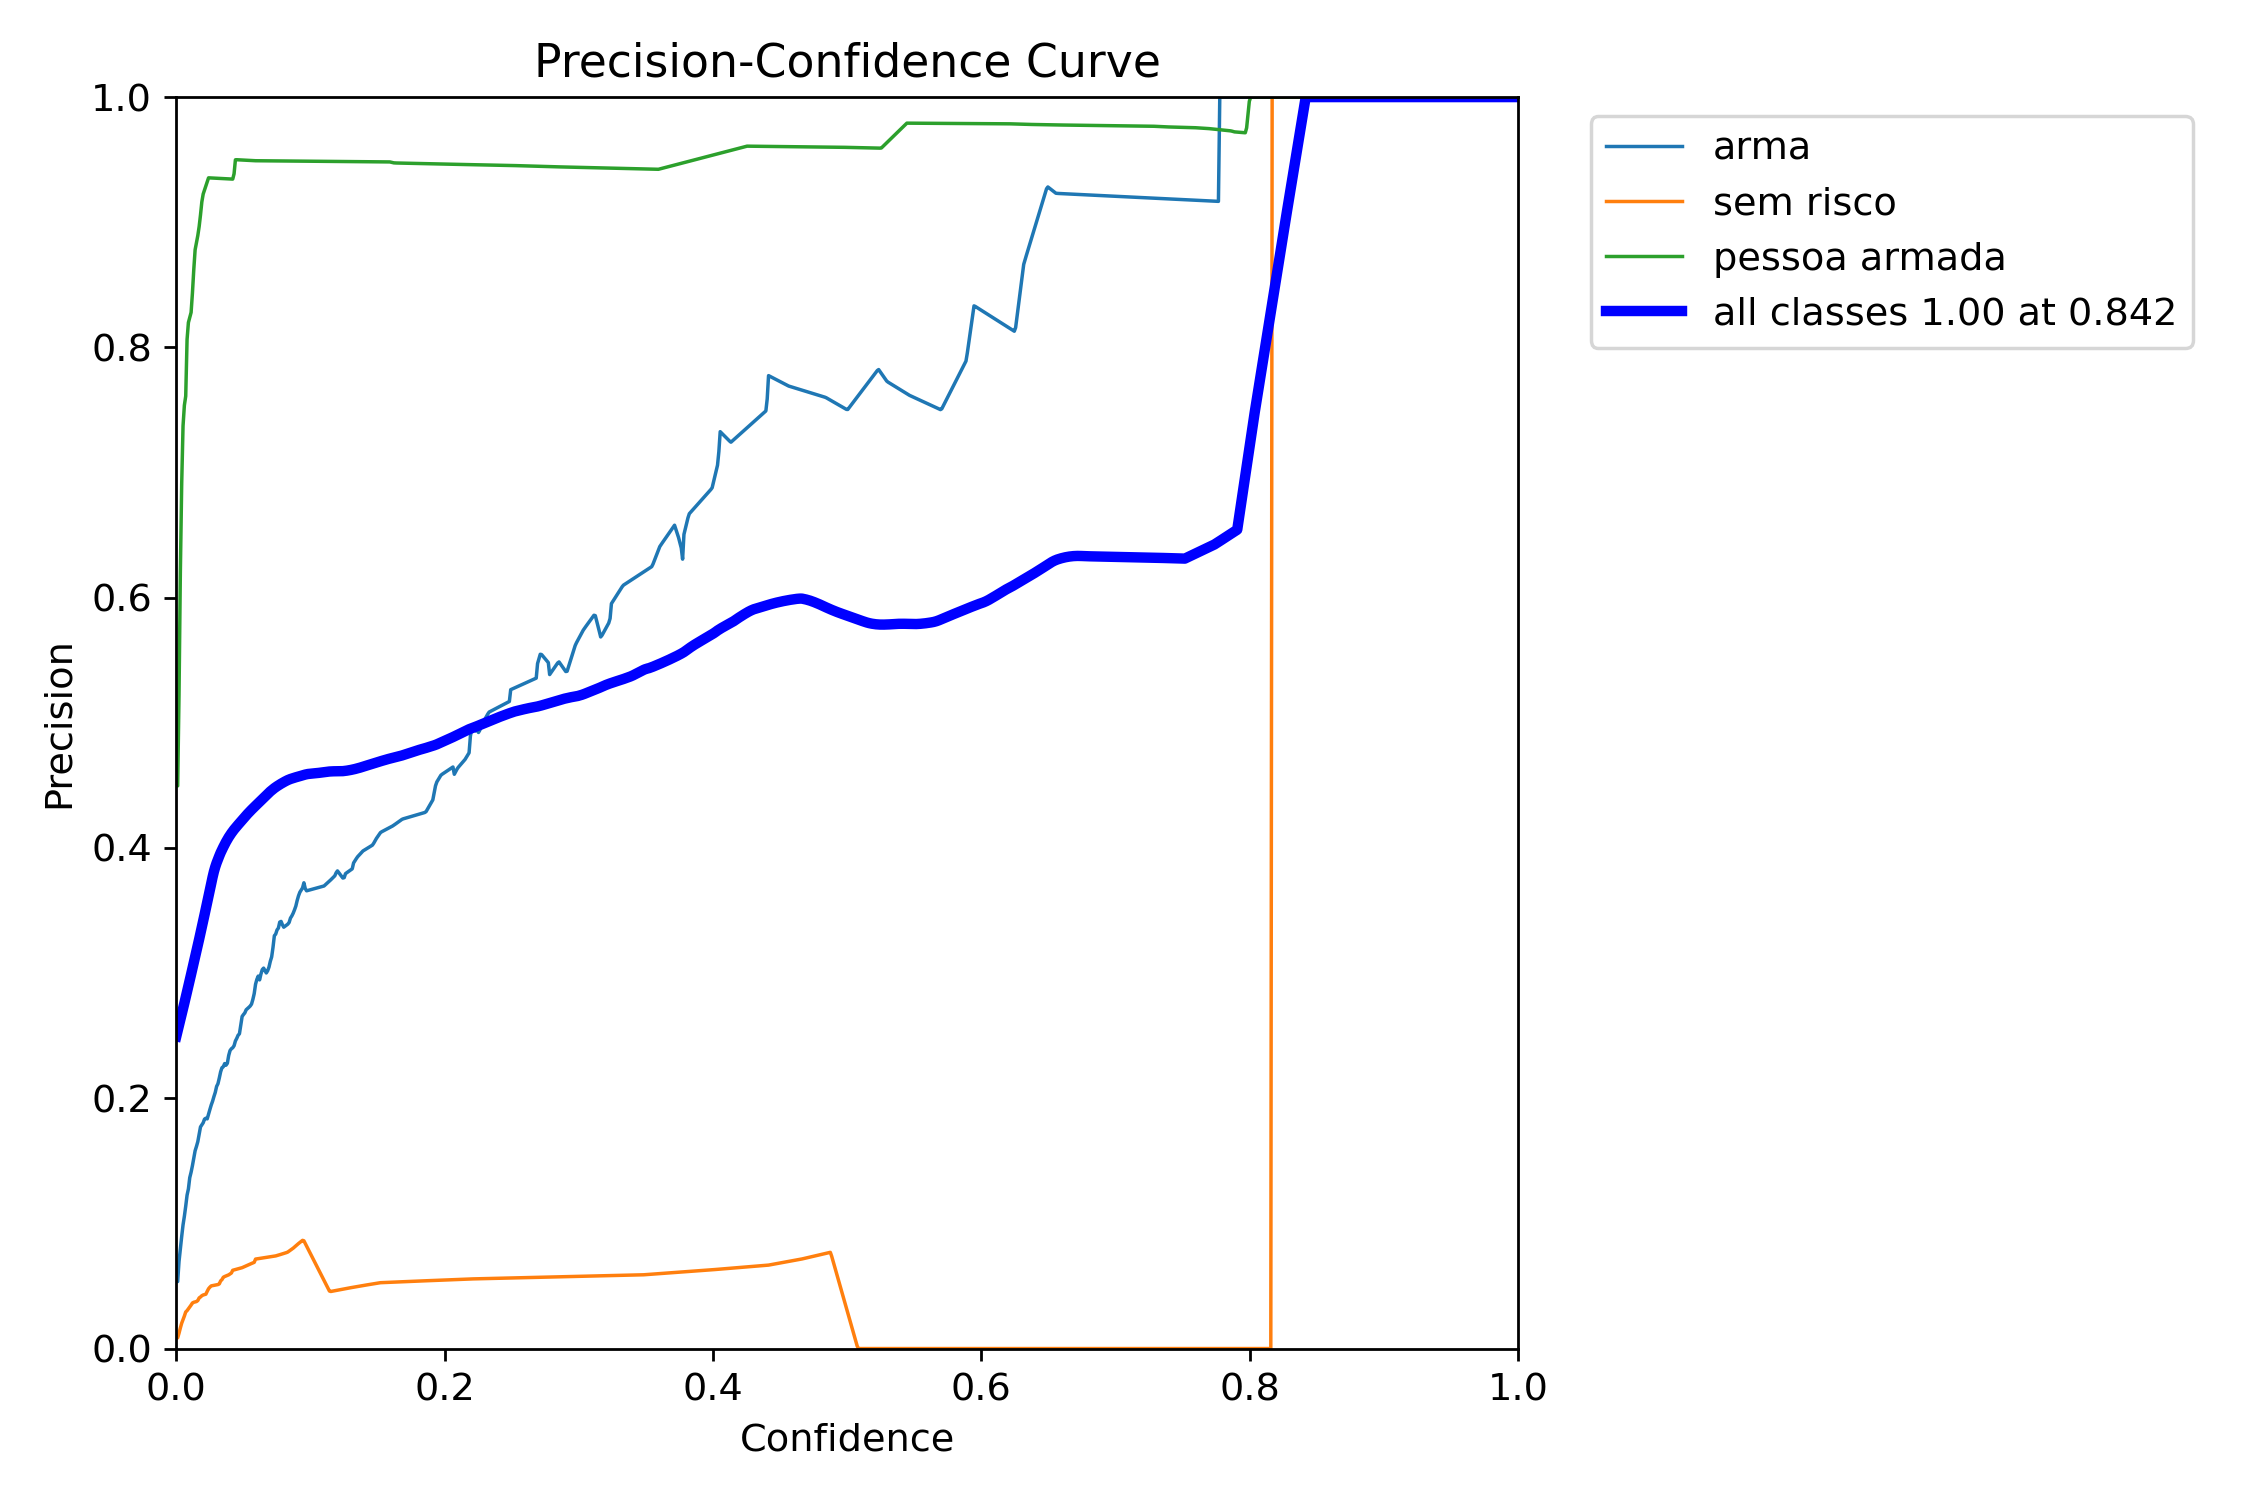 Precision-Confidence Curve
1.0
0.8
0.6
0.4
0.2
0.0
Precision
0.0 0.2 0.4 0.6 0.8 1.0
Confidence
arma
sem risco
pessoa armada
all classes 1.00 at 0.842